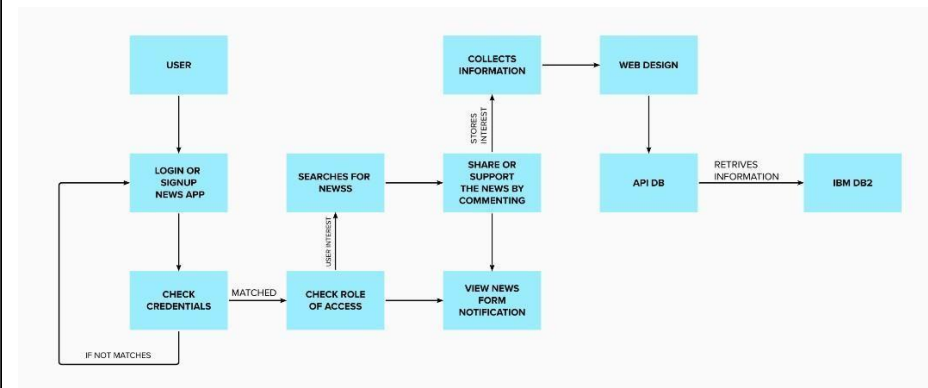 USER
COLLECTS
INFORMATION
WEB DESIGN
STORES
INTEREST
LOGIN OR
SIGNUP
NEWS APP
SEARCHES FOR
NEWSS
SHARE OR
SUPPORT
THE NEWS BY
COMMENTING
API DB
RETRIVES
INFORMATION
IBM DB2
USER INTEREST
CHECK
CREDENTIALS
MATCHED
CHECK ROLE
OF ACCESS
VIEW NEWS
FORM
NOTIFICATION
IF NOT MATCHES